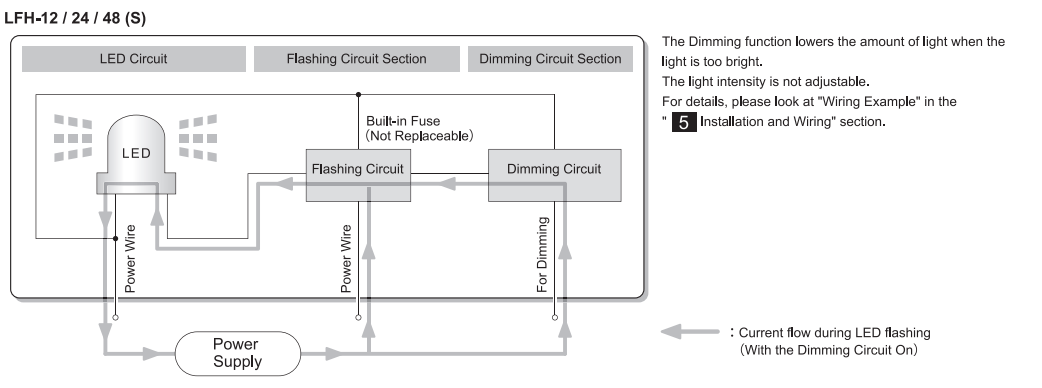 LFH-12 / 24 / 48 (S)
LED Circuit
Flashing Circuit Section
Dimming Circuit Section
Built-in Fuse
(Not Replaceable)
LED
Flashing Circuit
Dimming Circuit
Power Wire
Power Wire
For Dimming
Power
Supply
The Dimming function lowers the amount of light when the
light is too bright.
The light intensity is not adjustable.
For details, please look at "Wiring Example" in the
" 5 Installation and Wiring" section.
: Current flow during LED flashing
(With the Dimming Circuit On)